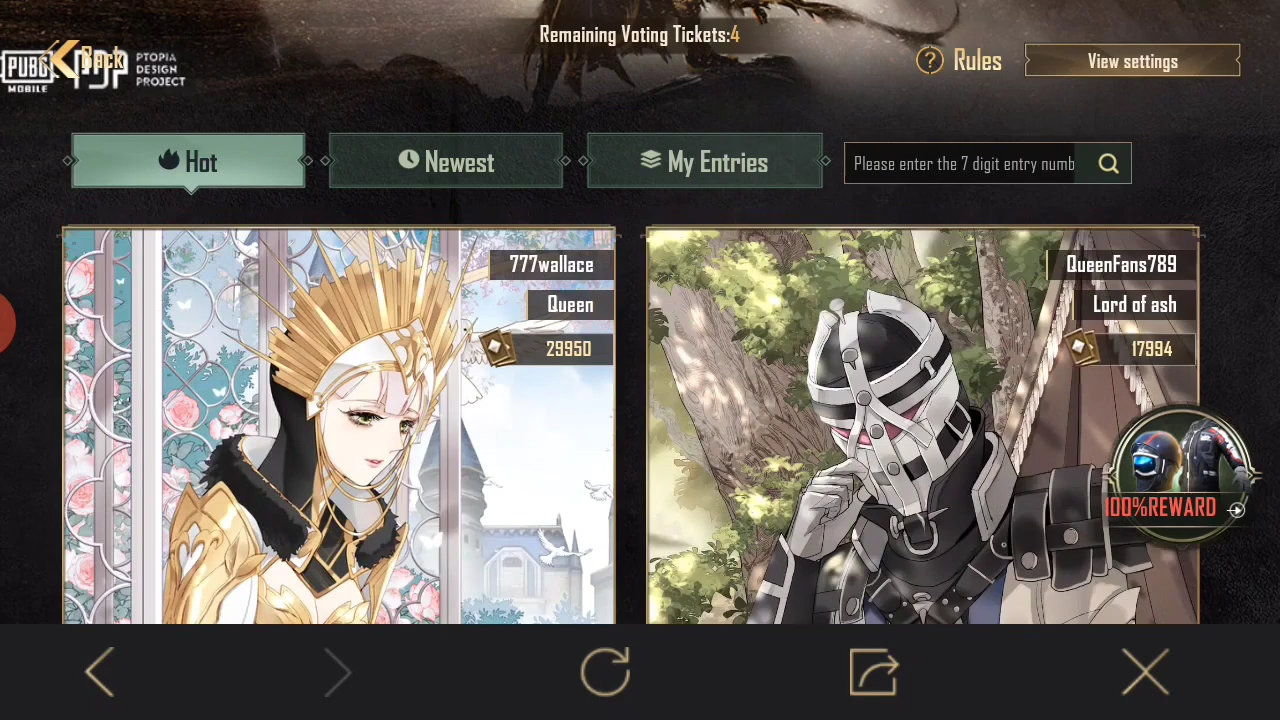 Remaining Voting Tickets:4
PUBG
MOBILE
Back
PTOPIA
DESIGN
PROJECT
Rules
View settings
Hot
Newest
My Entries
Please enter the 7 digit entry numb
777wallace
Queen
29950
QueenFans789
Lord of ash
17994
100%REWARD